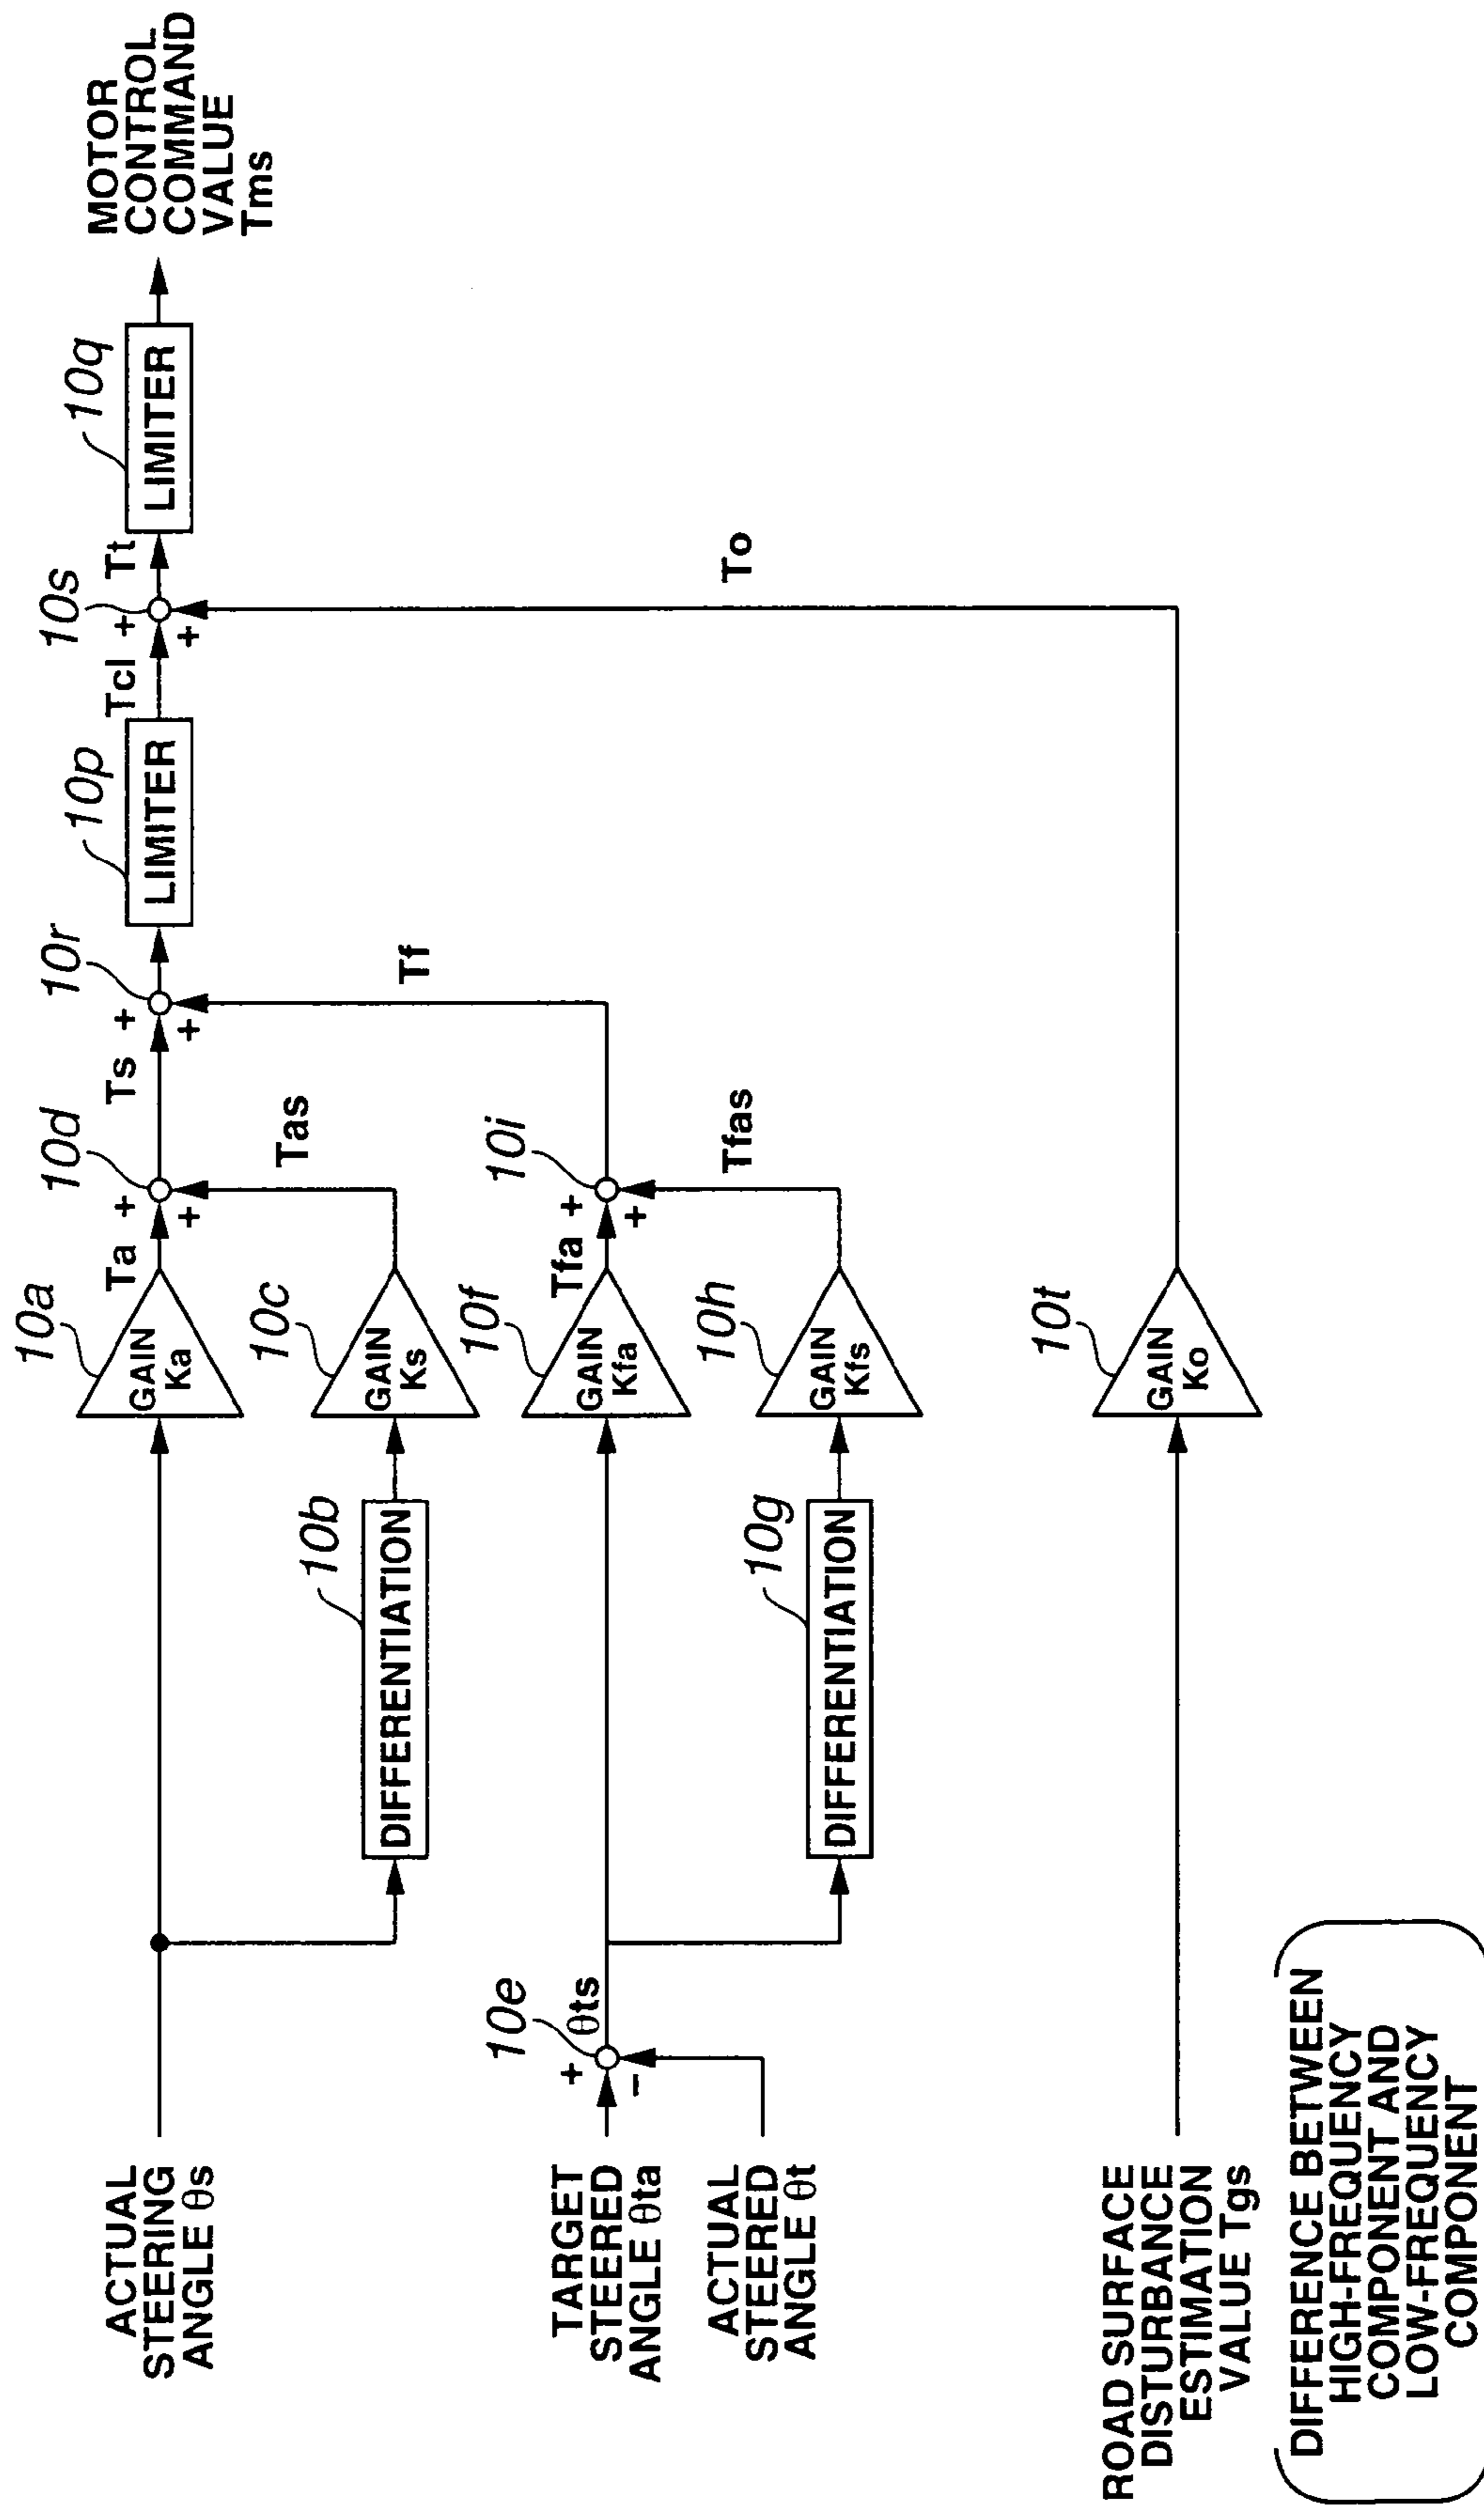 ACTUAL
STEERING
ANGLE θs
10a
GAIN
Ka
Ta
+
+
10d
Ts
+
+
10r
10p
LIMITER
Tcl
+
+
10s
Tt
10q
LIMITER
MOTOR
CONTROL
COMMAND
VALUE
Tms
10b
DIFFERENTIATION
10c
GAIN
Ks
Tas
Tf
TARGET
STEERED
ANGLE θta
+
-
10e
θts
10f
GAIN
Kfa
Tfa
+
+
10i
ACTUAL
STEERED
ANGLE θt
10g
DIFFERENTIATION
10h
GAIN
Kfs
Tfas
To
ROAD SURFACE
DISTURBANCE
ESTIMATION
VALUE Tgs
10t
GAIN
Ko
DIFFERENCE BETWEEN
HIGH-FREQUENCY
COMPONENT AND
LOW-FREQUENCY
COMPONENT